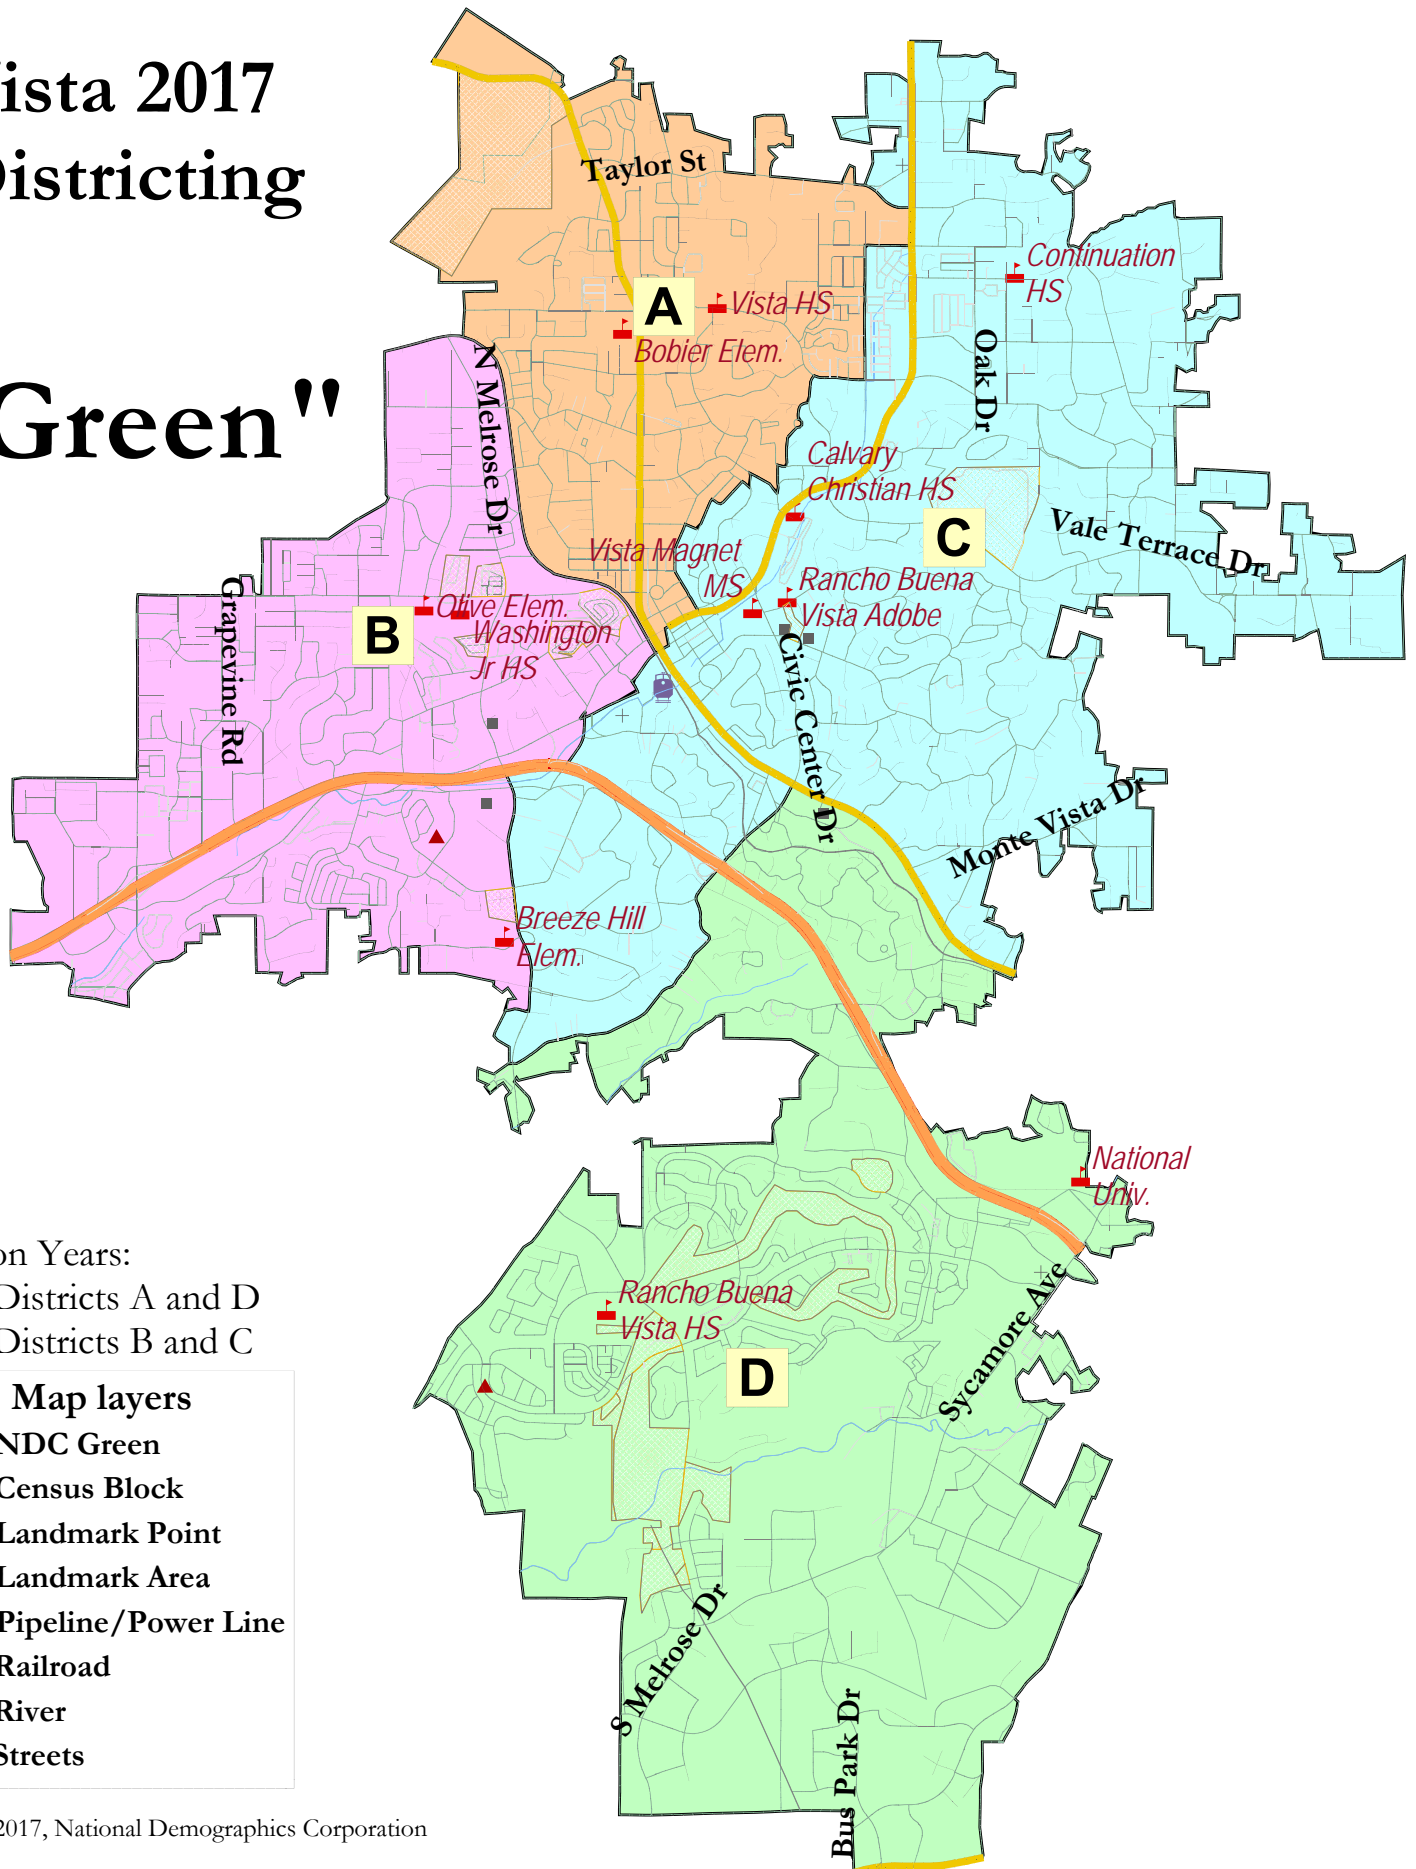 ista 2017
Districting
Green"
Taylor St
Continuation
HS
A
Vista HS
Bobier Elem.
N Melrose Dr
Oak Dr
Calvary
Christian HS
C
Vale Terrace Dr
Vista Magnet
MS
Rancho Buena
Vista Adobe
Grapevine Rd
B
Olive Elem.
Washington
Jr HS
Civic Center Dr
Monte Vista Dr
Breeze Hill
Elem.
National
Univ.
on Years:
Districts A and D
Districts B and C
Rancho Buena
Vista HS
D
Sycamore Ave
Map layers
NDC Green
Census Block
Landmark Point
Landmark Area
Pipeline/Power Line
Railroad
River
Streets
S Melrose Dr
Bus Park Dr
2017, National Demographics Corporation